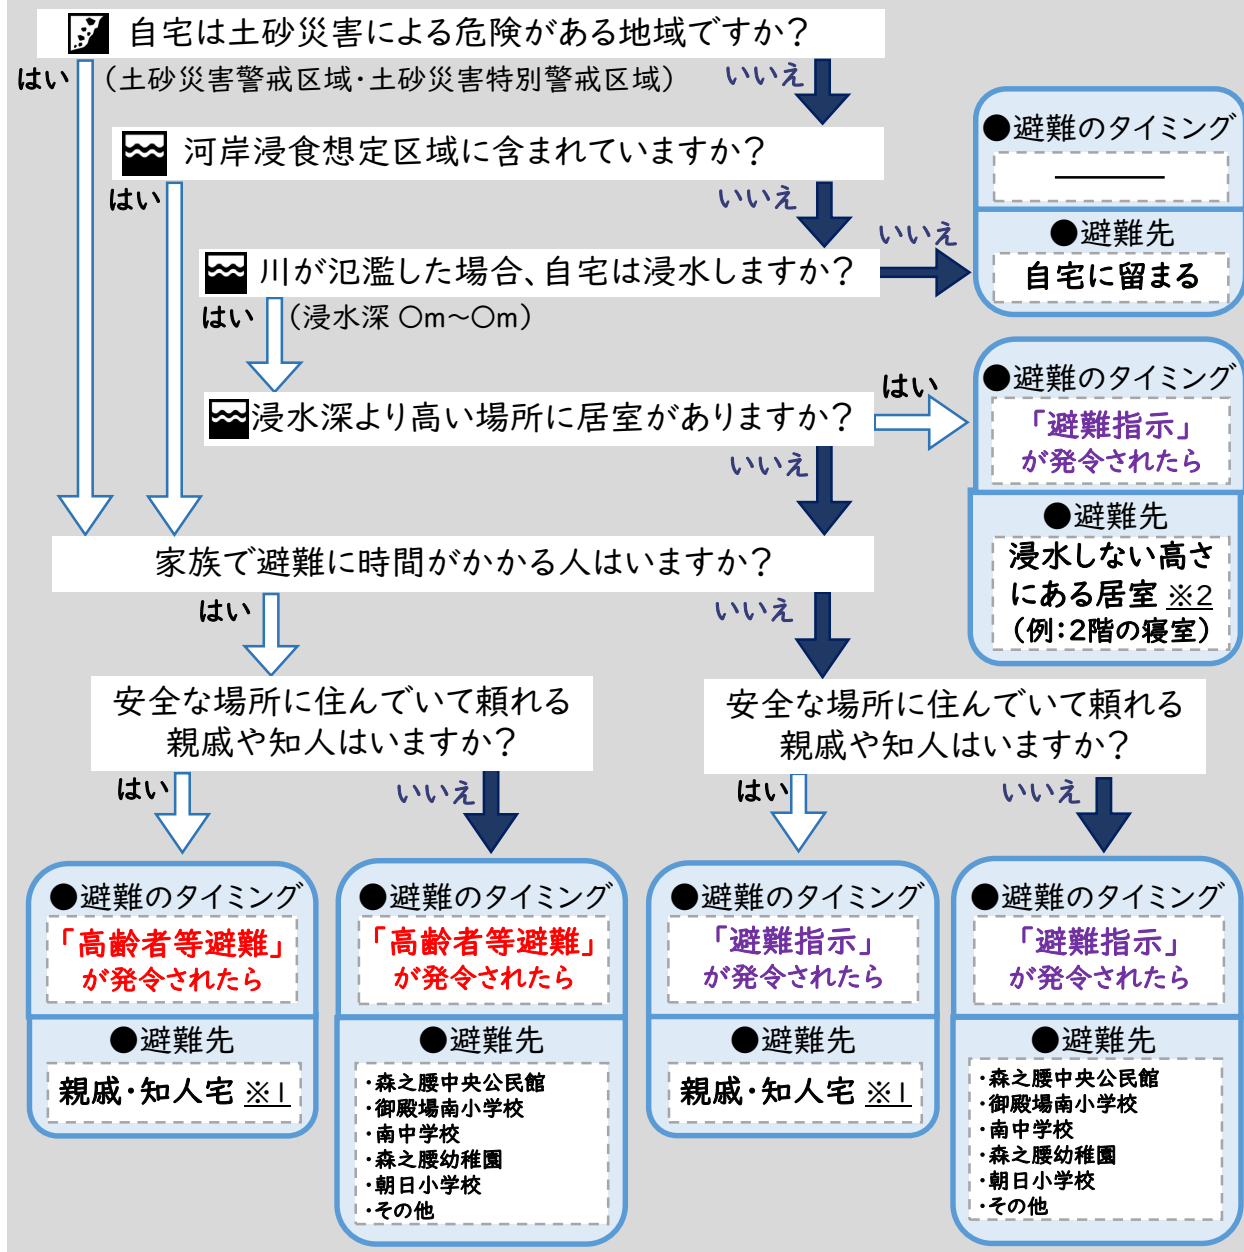 自宅は土砂災害による危険がある地域ですか?
はい
(土砂災害警戒区域・土砂災害特別警戒区域)
いいえ
河岸浸食想定区域に含まれていますか?
はい
いいえ
川が氾濫した場合、自宅は浸水しますか?
いいえ
はい
(浸水深 〇m~〇m)
●避難のタイミング
————
●避難先
自宅に留まる
浸水深より高い場所に居室がありますか?
はい
いいえ
●避難のタイミング
「避難指示」
が発令されたら
●避難先
浸水しない高さ
にある居室 ※2
(例:2階の寝室)
家族で避難に時間がかかる人はいますか?
はい
いいえ
安全な場所に住んでいて頼れる
親戚や知人はいますか?
はい
いいえ
安全な場所に住んでいて頼れる
親戚や知人はいますか?
はい
いいえ
●避難のタイミング
「高齢者等避難」
が発令されたら
●避難先
親戚・知人宅 ※1
●避難のタイミング
「高齢者等避難」
が発令されたら
●避難先
・森之腰中央公民館
・御殿場南小学校
・南中学校
・森之腰幼稚園
・朝日小学校
・その他
●避難のタイミング
「避難指示」
が発令されたら
●避難先
親戚・知人宅 ※1
●避難のタイミング
「避難指示」
が発令されたら
●避難先
・森之腰中央公民館
・御殿場南小学校
・南中学校
・森之腰幼稚園
・朝日小学校
・その他